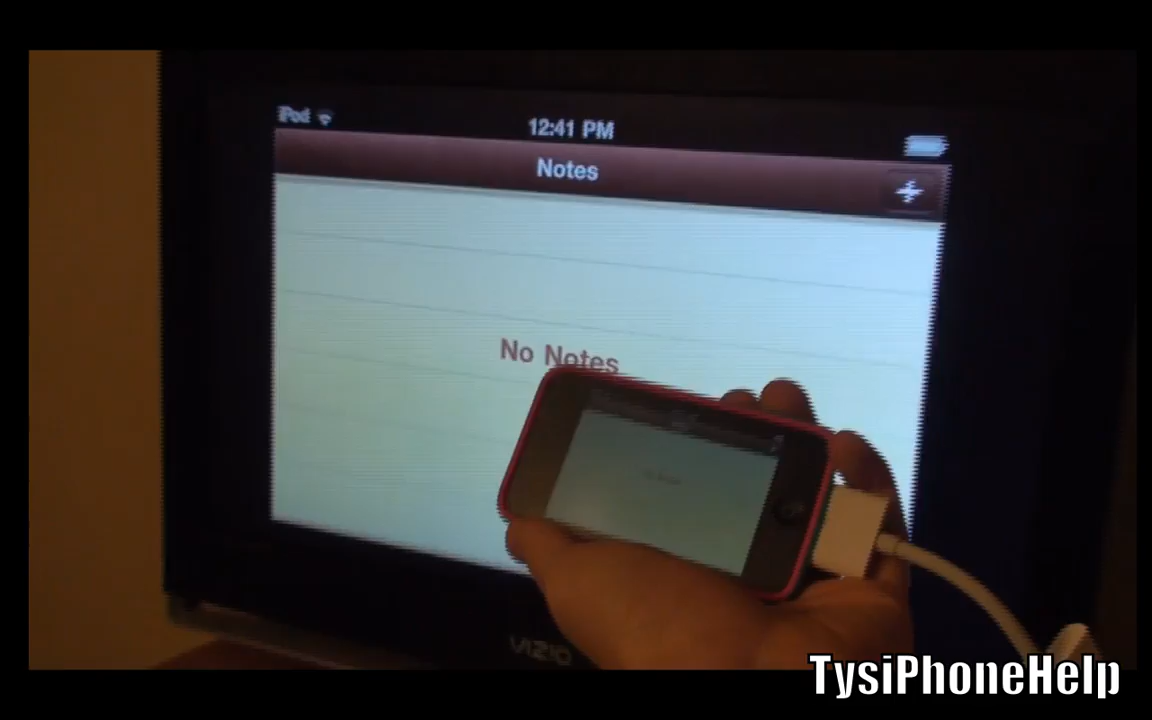 iPod
12:41 PM
Notes
No Notes
VIZIO
TysiPhoneHelp